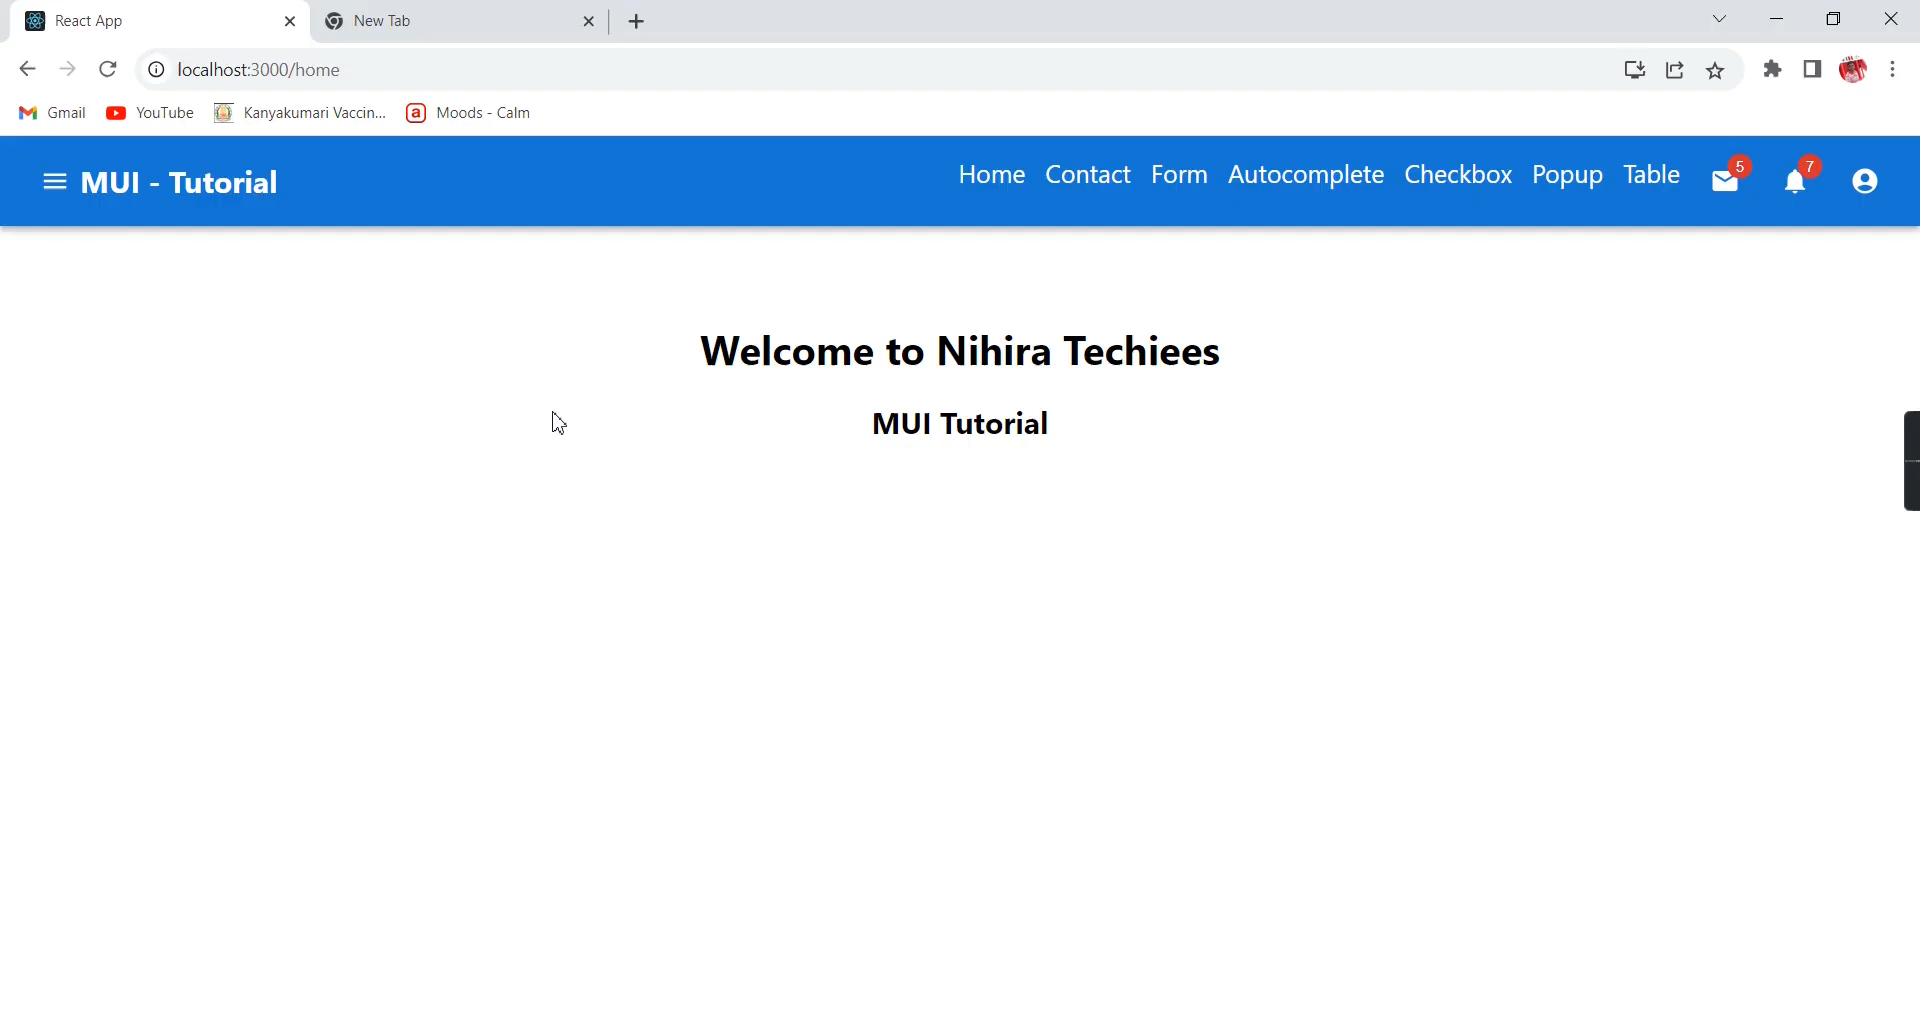 React App
New Tab
localhost:3000/home
Gmail
YouTube
Kanyakumari Vaccin...
a Moods - Calm
MUI - Tutorial
Home Contact Form Autocomplete Checkbox Popup Table 5 7
Welcome to Nihira Techiees
MUI Tutorial